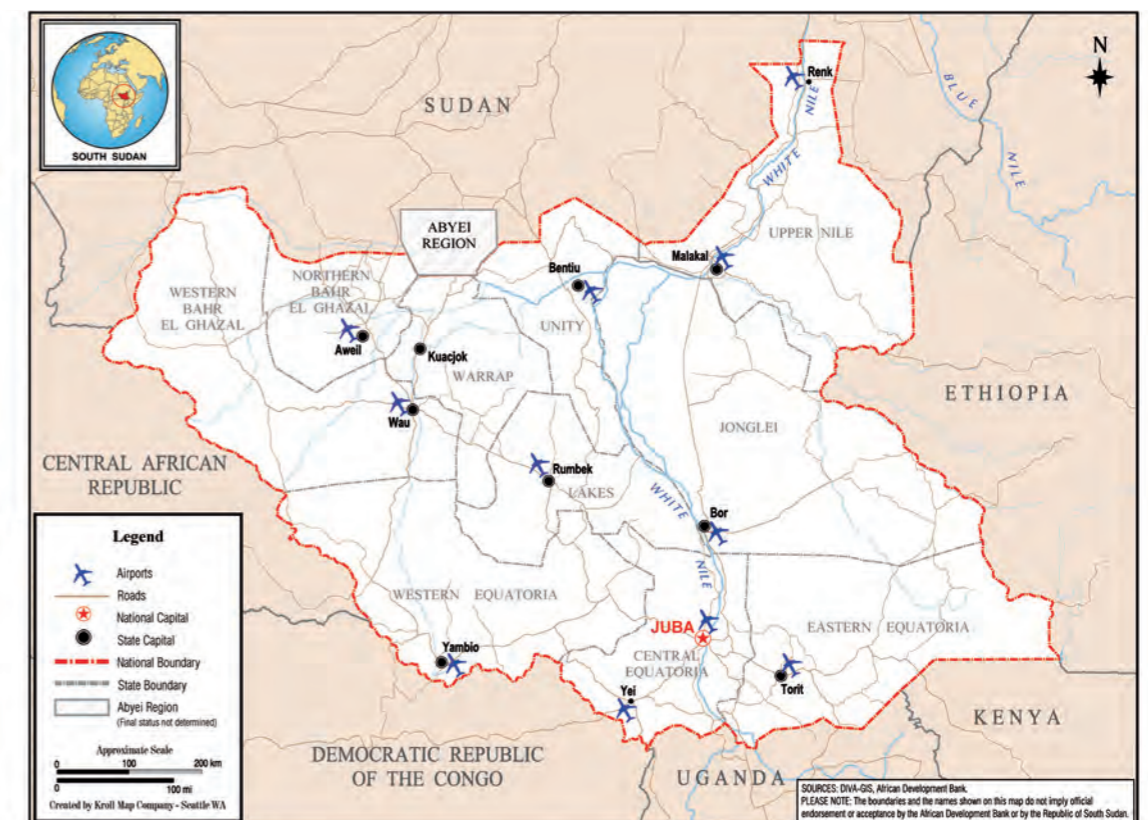 SOUTH SUDAN
N
SUDAN
BLUE
NILE
Renk
WHITE
NILE
ABYEI
REGION
UPPER NILE
Malakal
Bentiu
NORTHERN
BAHR
EL GHAZAL
WESTERN
BAHR
EL GHAZAL
UNITY
Aweil
Kuacjok
WARRAP
ETHIOPIA
Wau
JONGLEI
CENTRAL AFRICAN
REPUBLIC
Rumbek
LAKES
WHITE
NILE
Bor
WESTERN EQUATORIA
JUBA
EASTERN EQUATORIA
CENTRAL
EQUATORIA
Yambio
Yei
Torit
KENYA
DEMOCRATIC REPUBLIC
OF THE CONGO
UGANDA
Legend
Airports
Roads
National Capital
State Capital
National Boundary
State Boundary
Abyei Region
(Final status not determined)
Approximate Scale
0 100 200 km
0 100 mi
Created by Kroll Map Company - Seattle WA
SOURCES: DIVA-GIS, African Development Bank.
PLEASE NOTE: The boundaries and the names shown on this map do not imply official
endorsement or acceptance by the African Development Bank or by the Republic of South Sudan.